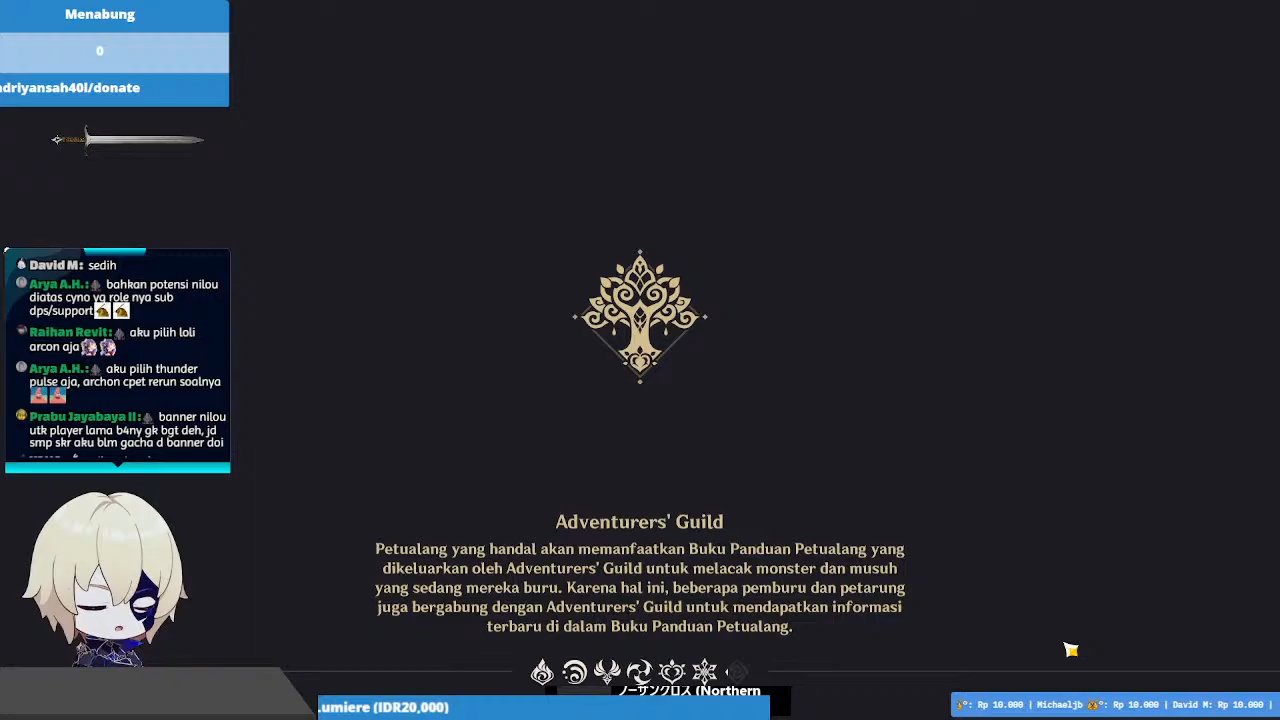 Menabung
0
adriyansah40l/donate
David M: sedih
Arya A.H.: bahkan potensi nilou
diatas cyno ya role nya sub
dps/support
Raihan Revit: aku pilih loli
arcon aja
Arya A.H.: aku pilih thunder
pulse aja, archon cpet rerun soalnya
Prabu Jayabaya II: banner nilou
utk player lama b4ny gk bgt deh, jd
smp skr aku blm gacha d banner doi
Adventurers' Guild
Petualang yang handal akan memanfaatkan Buku Panduan Petualang yang
dikeluarkan oleh Adventurers' Guild untuk melacak monster dan musuh
yang sedang mereka buru. Karena hal ini, beberapa pemburu dan petarung
juga bergabung dengan Adventurers' Guild untuk mendapatkan informasi
terbaru di dalam Buku Panduan Petualang.
ノーザンクロス (Northern
.umiere (IDR20,000)
: Rp 10.000 | Michaeljb : Rp 10.000 | David M: Rp 10.000 |